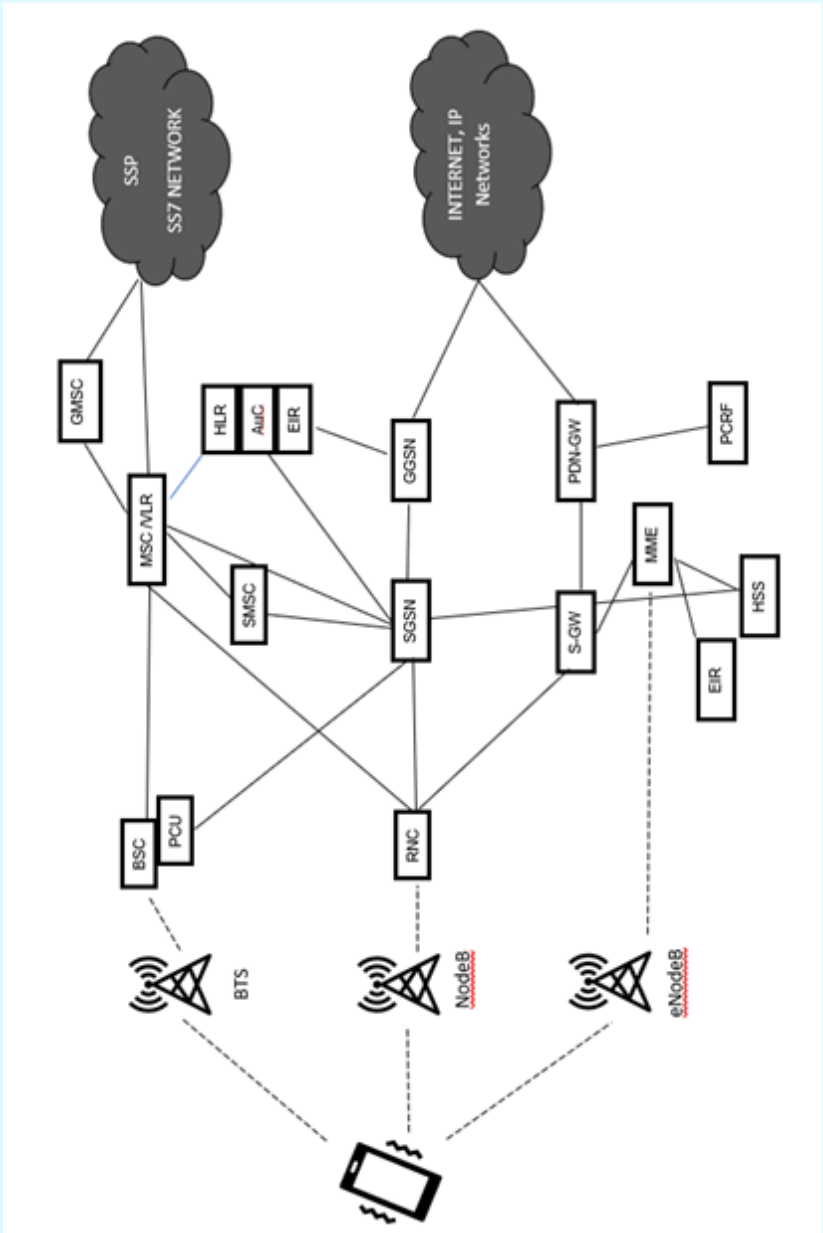 SSP
SS7 NETWORK
INTERNET, IP
Networks
GMSC
HLR
AuC
EIR
GGSN
PDN-GW
PCRF
MSC /VLR
SMSC
SGSN
S-GW
MME
HSS
EIR
BSC
PCU
RNC
BTS
NodeB
eNodeB